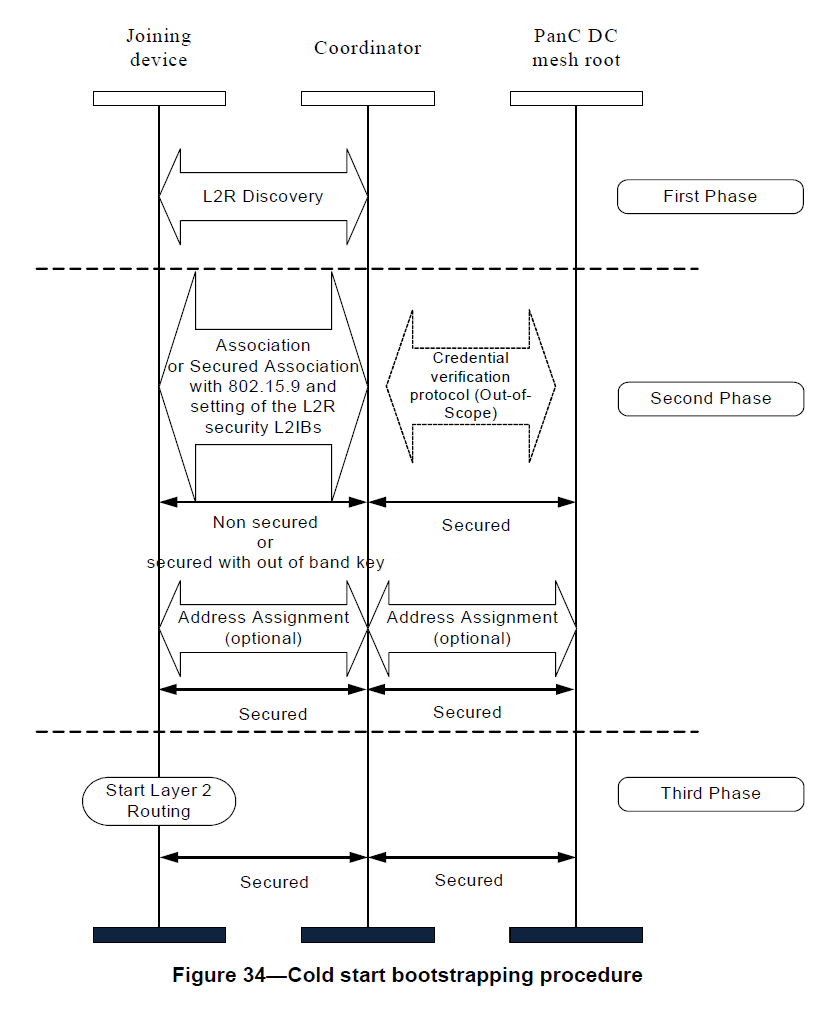 Joining
device
Coordinator
PanC DC
mesh root
L2R Discovery
First Phase
Association
or Secured Association
with 802.15.9 and
setting of the L2R
security L2IBs
Credential
verification
protocol (Out-of-
Scope)
Second Phase
Non secured
or
secured with out of band key
Secured
Address Assignment
(optional)
Address Assignment
(optional)
Secured
Secured
Start Layer 2
Routing
Third Phase
Secured
Secured
Figure 34—Cold start bootstrapping procedure